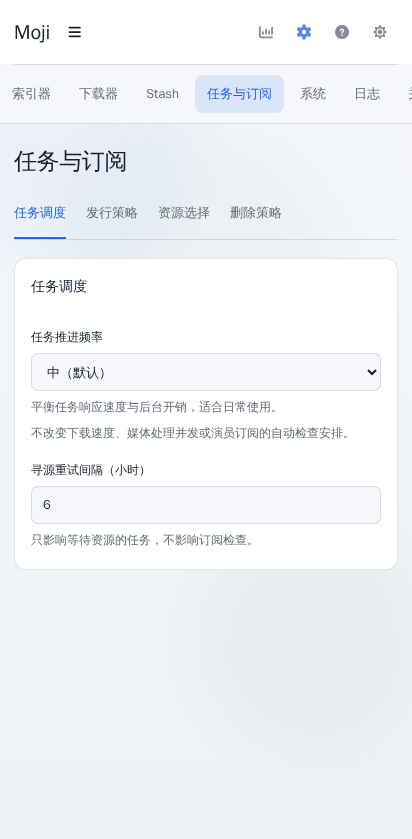 Moji
索引器 下载器 Stash 任务与订阅 系统 日志
任务与订阅
任务调度 发行策略 资源选择 删除策略
任务调度
任务推进频率
中（默认）
平衡任务响应速度与后台开销，适合日常使用。
不改变下载速度、媒体处理并发或演员订阅的自动检查安排。
寻源重试间隔（小时）
6
只影响等待资源的任务，不影响订阅检查。